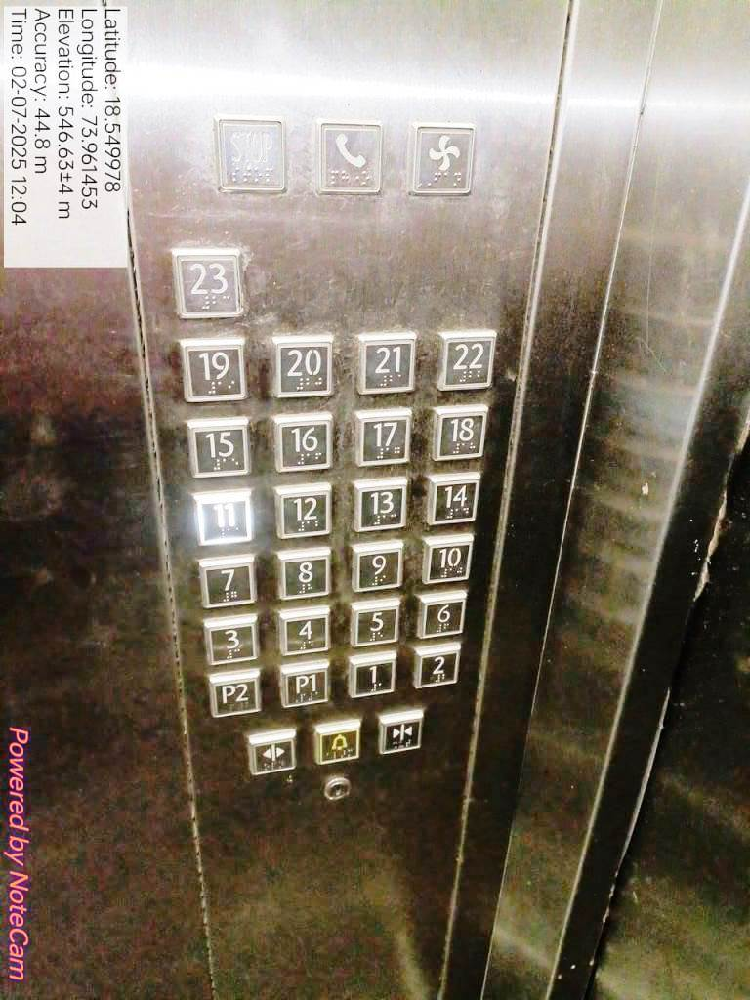 Latitude: 18.549978
Longitude: 73.961453
Elevation: 546.63±4 m
Accuracy: 44.8 m
Time: 02-07-2025 12:04
STOP
23
19 20 21 22
15 16 17 18
11 12 13 14
7 8 9 10
3 4 5 6
P2 P1 1 2
Powered by NoteCam